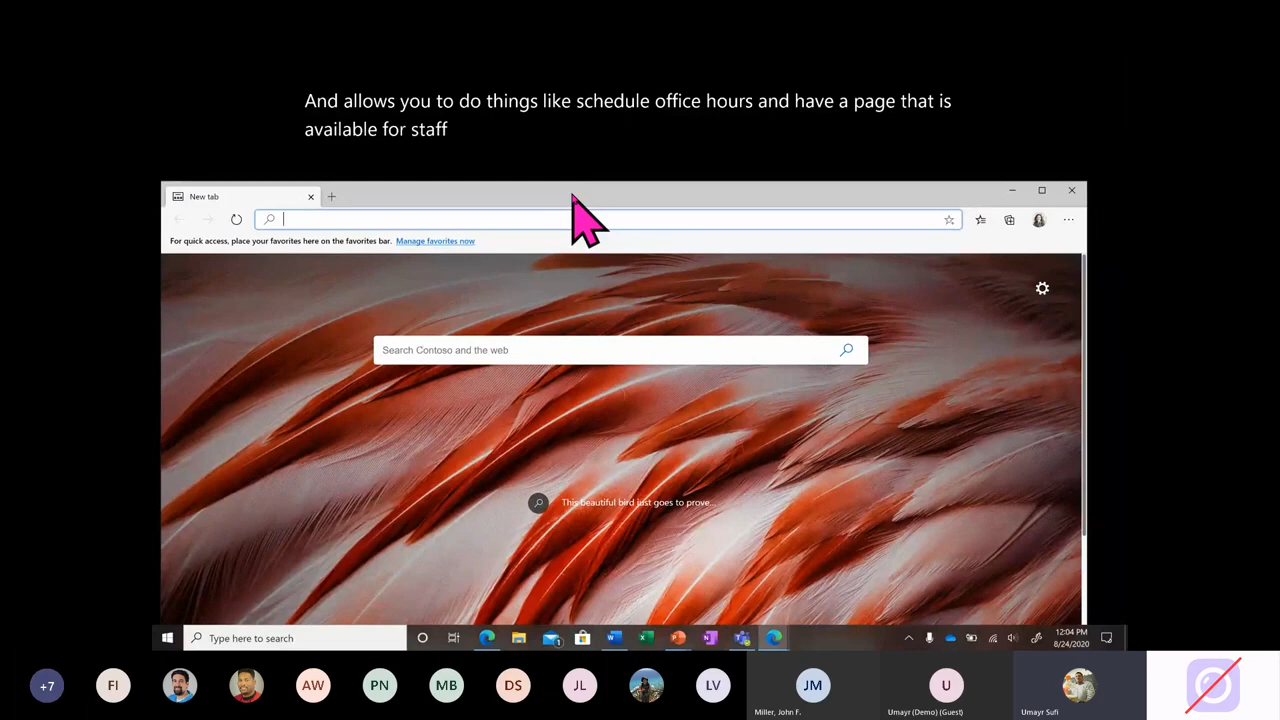 And allows you to do things like schedule office hours and have a page that is
available for staff
New tab
For quick access, place your favorites here on the favorites bar. Manage favorites now
Search Contoso and the web
This beautiful bird just goes to prove...
Type here to search
12:04 PM
8/24/2020
+7
FI
AW
PN
MB
DS
JL
LV
JM
U
Miller, John F.
Umayr (Demo) (Guest)
Umayr Sufi